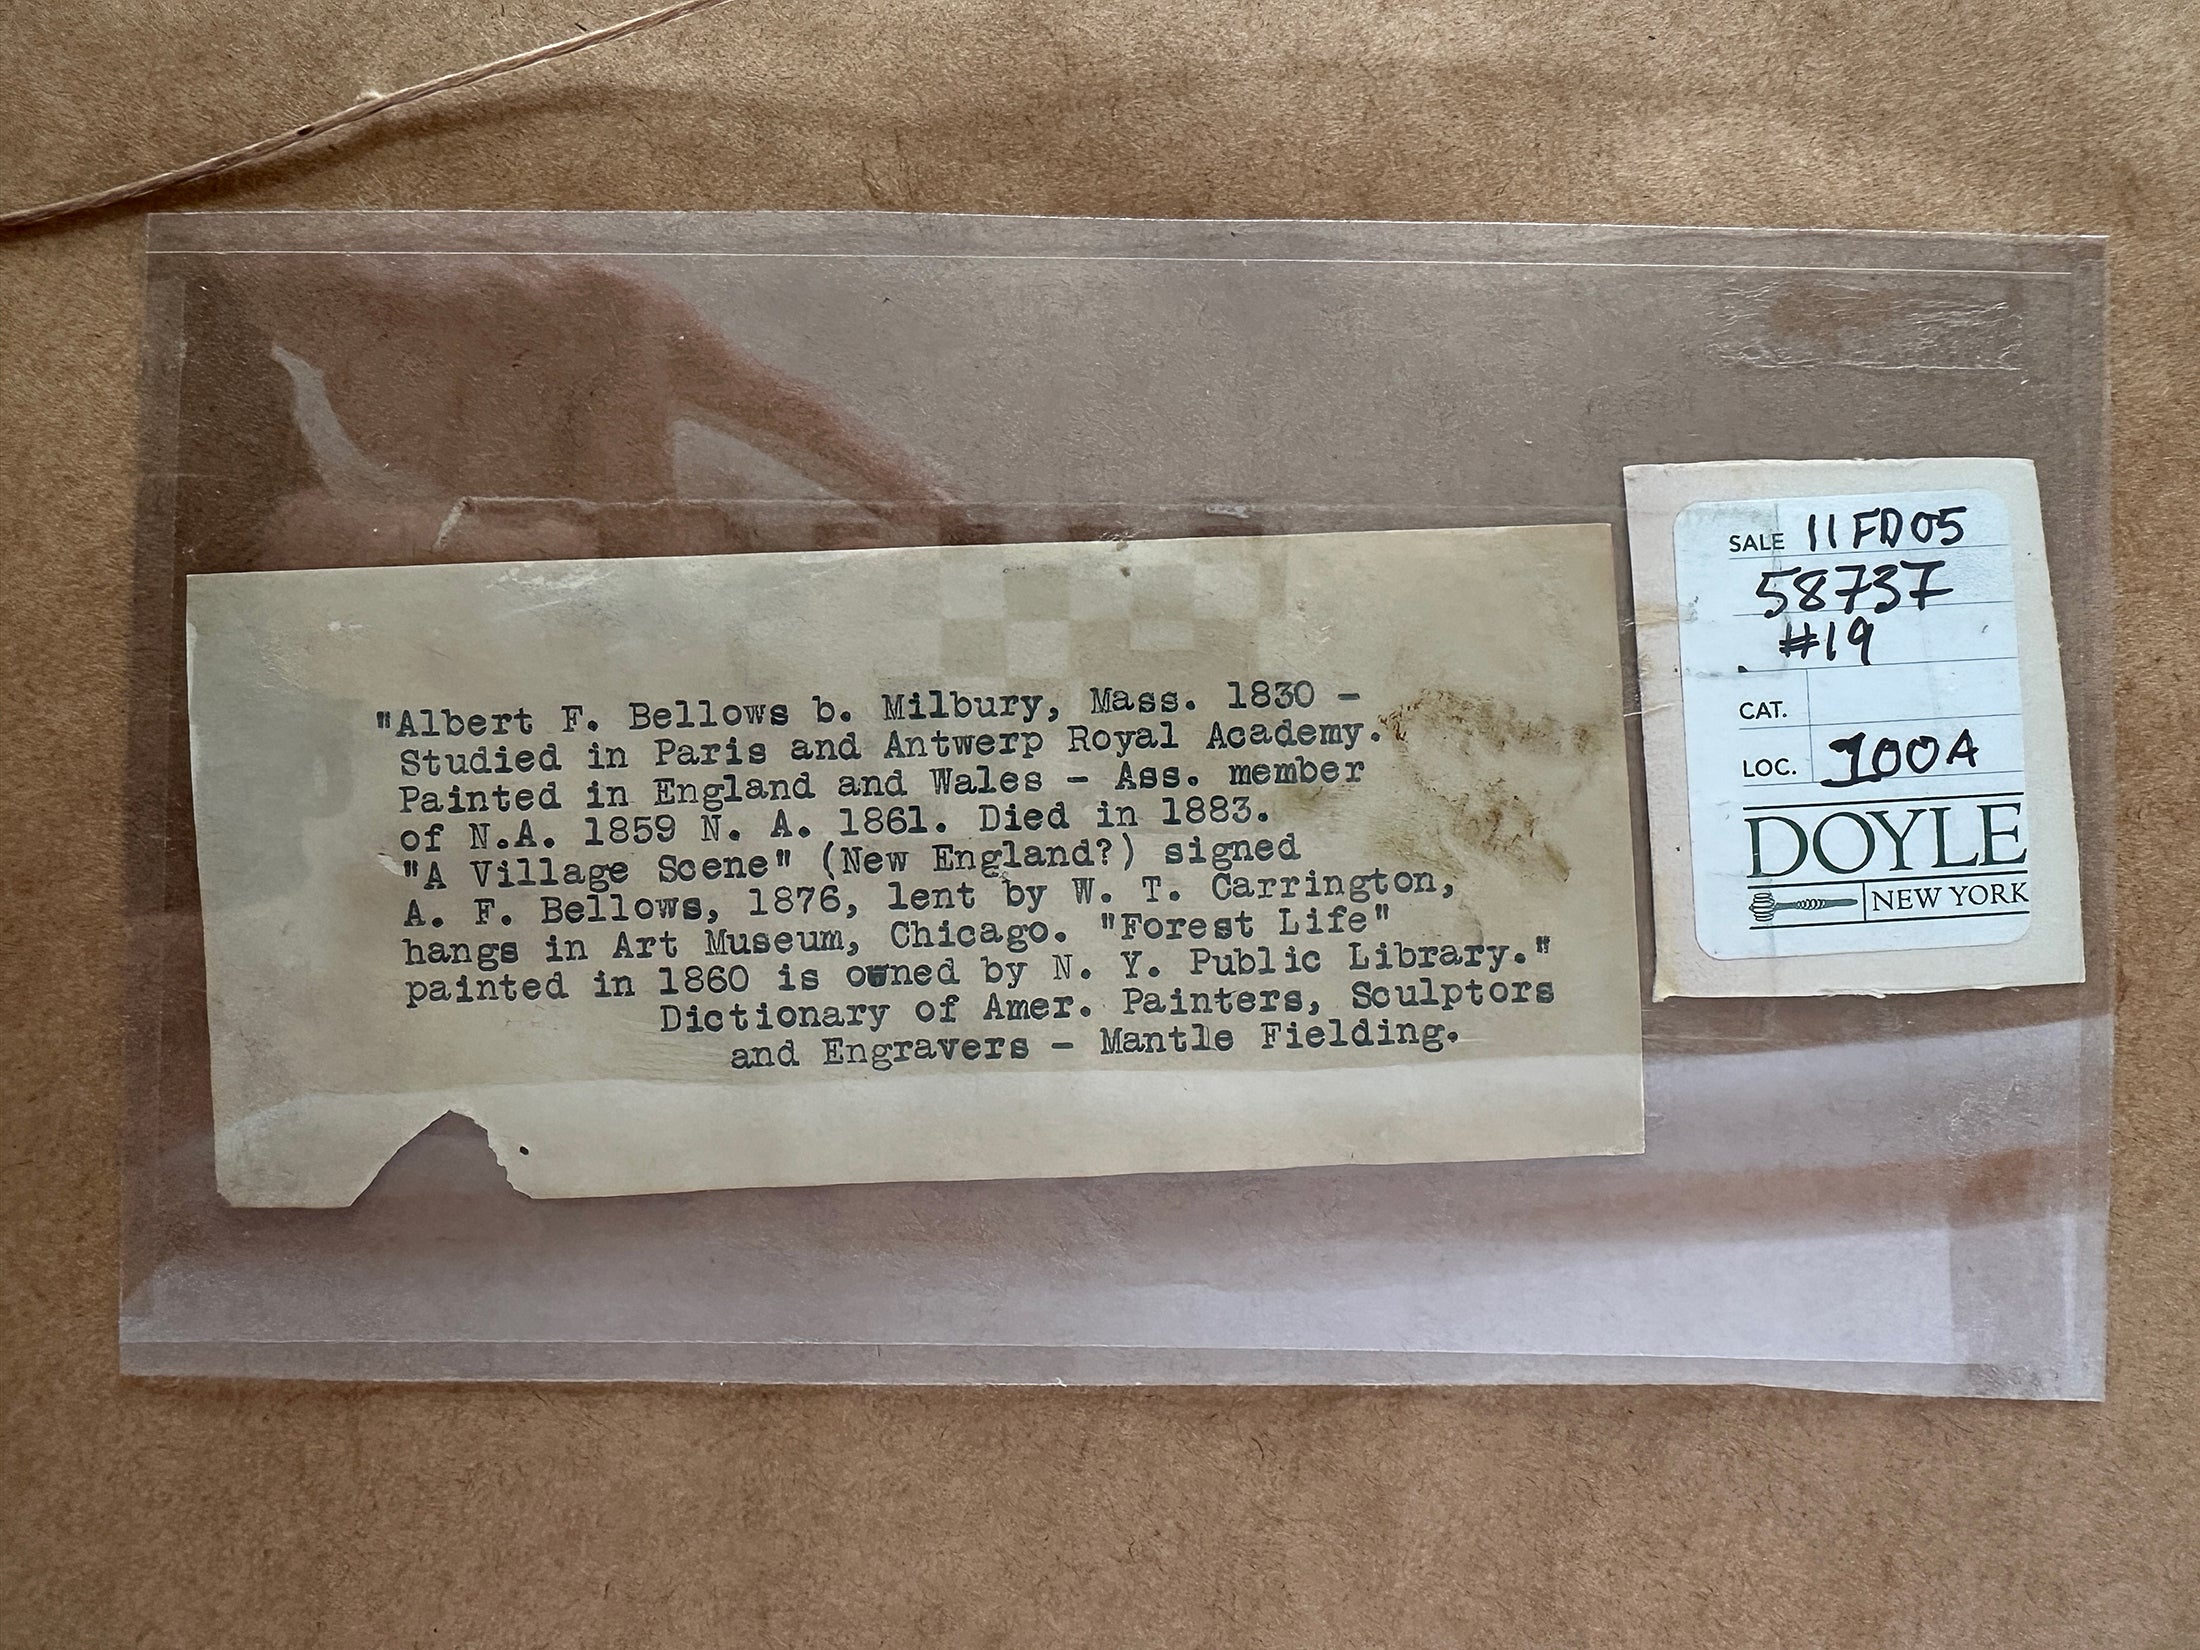 "Albert F. Bellows b. Milbury, Mass. 1830 -
Studied in Paris and Antwerp Royal Academy.
Painted in England and Wales - Ass. member
of N.A. 1859 N. A. 1861. Died in 1883.
"A Village Scene" (New England?) signed
A. F. Bellows, 1876, lent by W. T. Carrington,
hangs in Art Museum, Chicago. "Forest Life"
painted in 1860 is owned by N. Y. Public Library."
Dictionary of Amer. Painters, Sculptors
and Engravers - Mantle Fielding.
SALE 11FD05
58737
#19
CAT.
LOC. 100A
DOYLE
NEW YORK